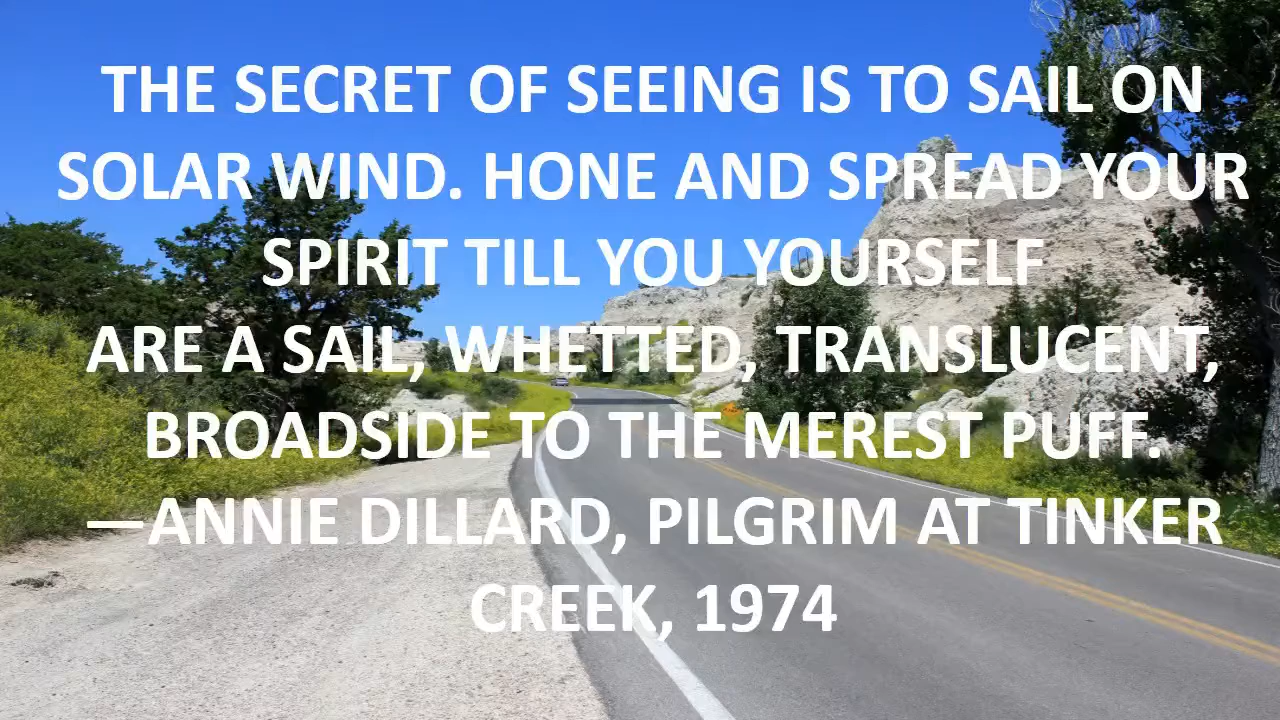 THE SECRET OF SEEING IS TO SAIL ON
SOLAR WIND. HONE AND SPREAD YOUR
SPIRIT TILL YOU YOURSELF
ARE A SAIL, WHETTED, TRANSLUCENT,
BROADSIDE TO THE MEREST PUFF.
—ANNIE DILLARD, PILGRIM AT TINKER
CREEK, 1974